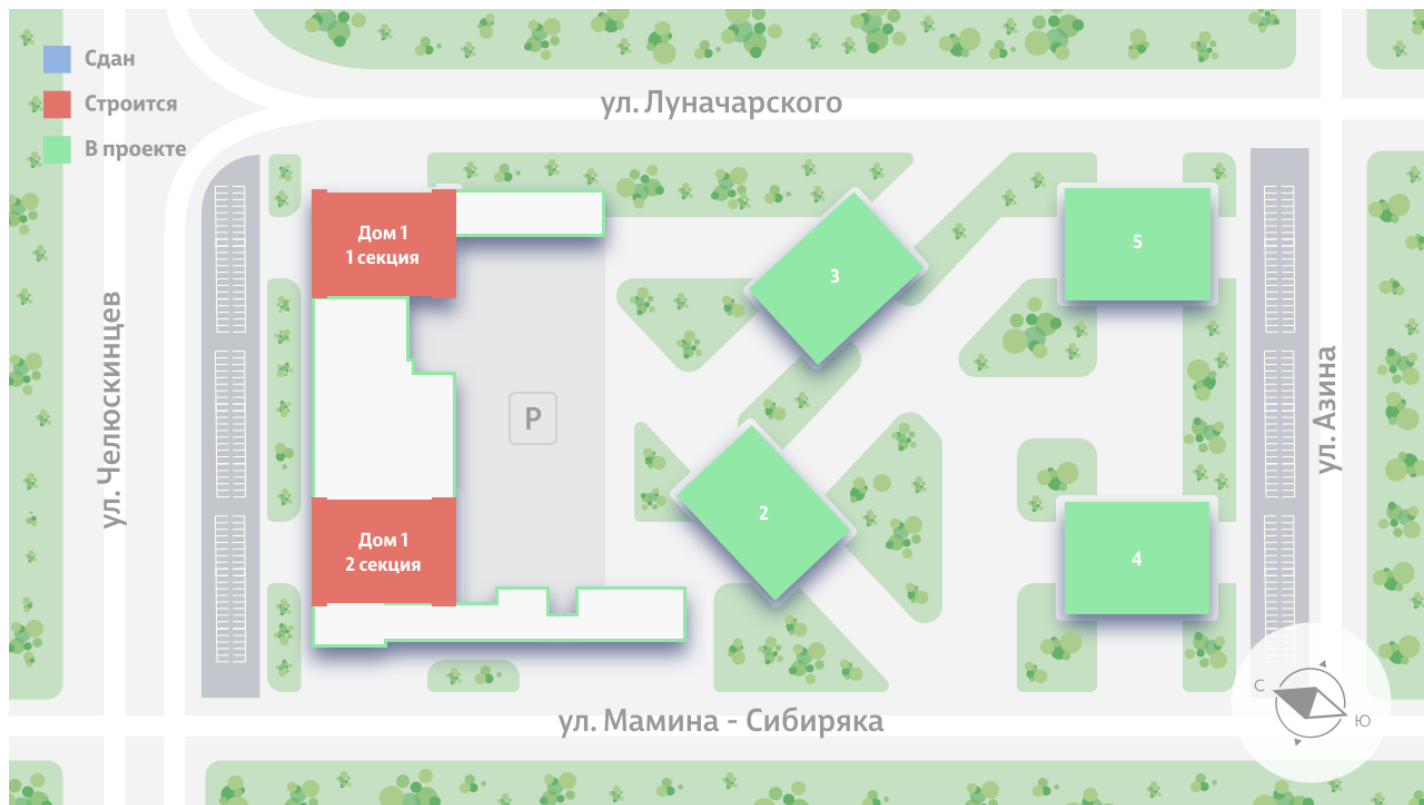 Сдан
Строится
В проекте
ул. Луначарского
ул. Челюскинцев
Дом 1
1 секция
3
5
P
ул. Азина
Дом 1
2 секция
2
4
ул. Мамина - Сибиряка
С
Ю